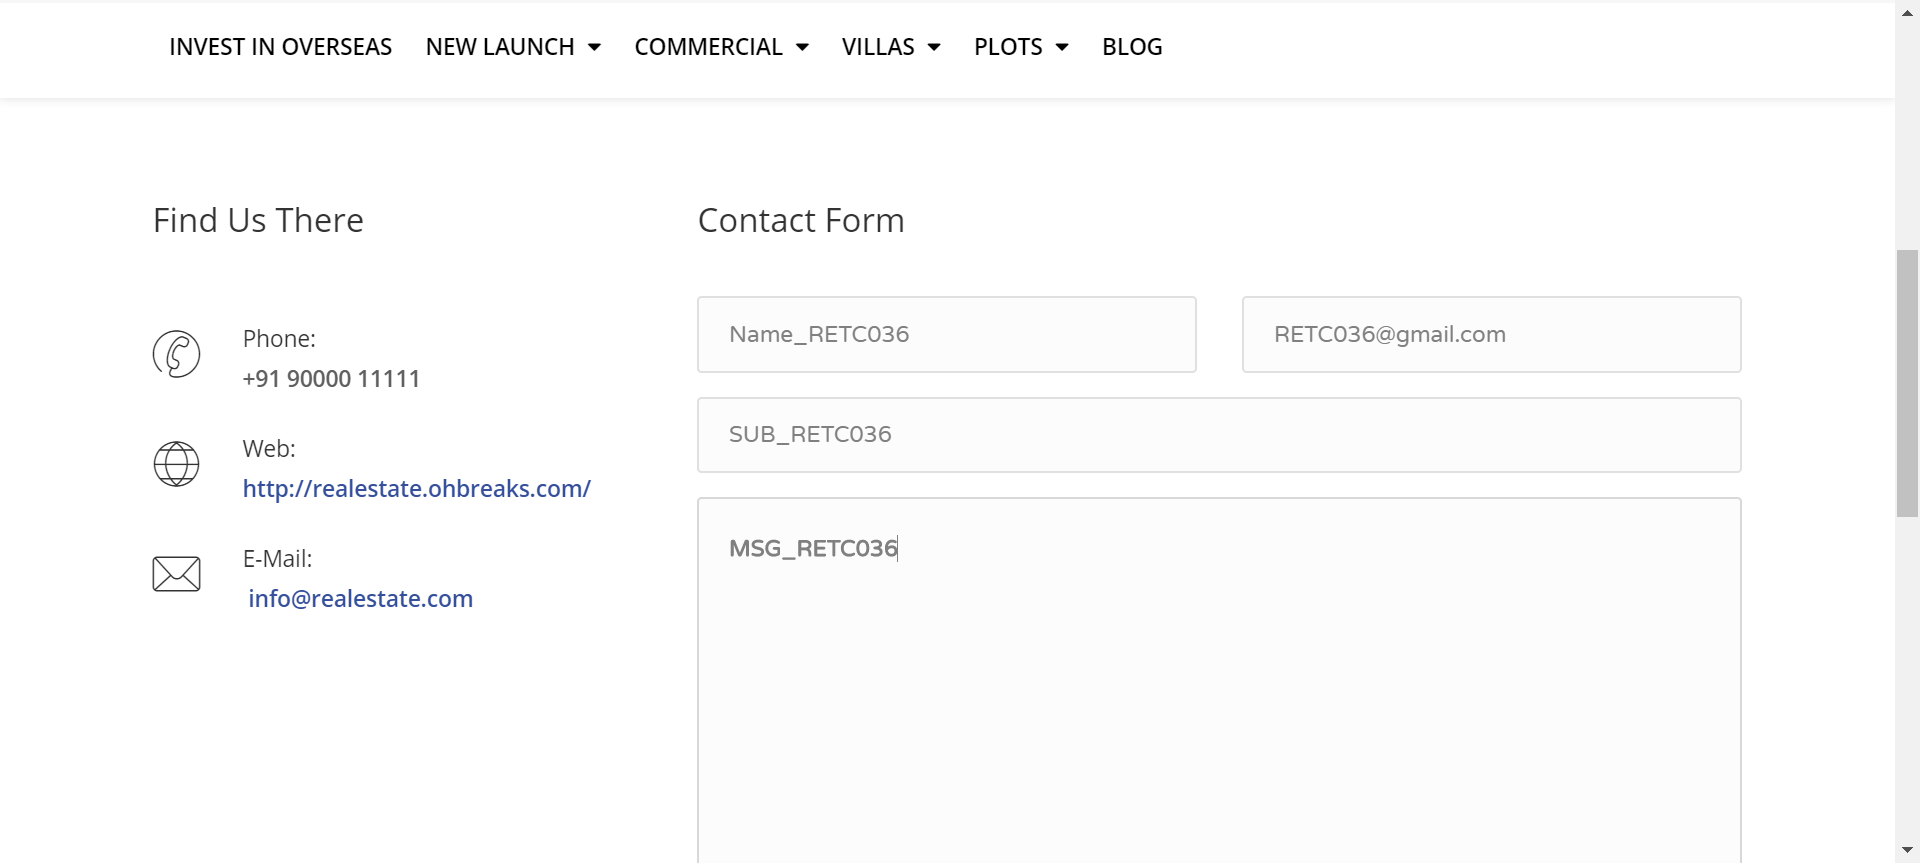 INVEST IN OVERSEAS NEW LAUNCH COMMERCIAL VILLAS PLOTS BLOG
Find Us There
Phone:
+91 90000 11111
Web:
http://realestate.ohbreaks.com/
E-Mail:
info@realestate.com
Contact Form
Name_RETC036
RETC036@gmail.com
SUB_RETC036
MSG_RETC036